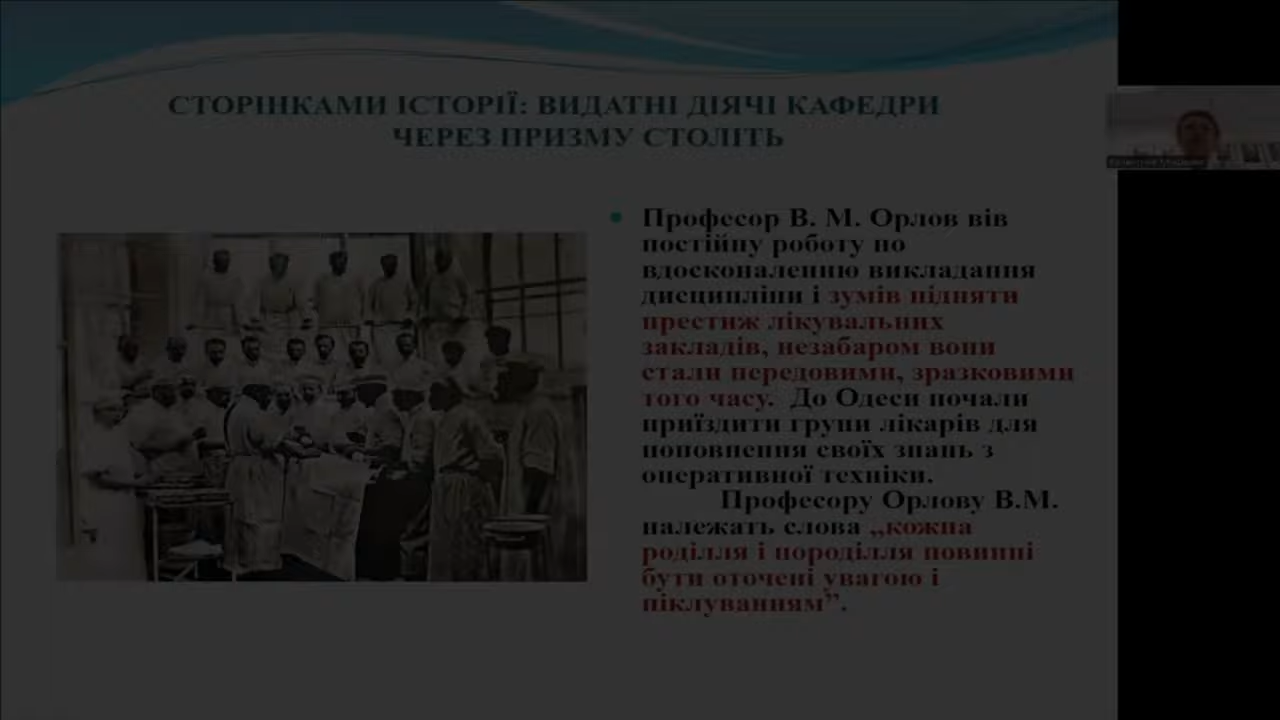 СТОРІНКАМИ ІСТОРІЇ: ВИДАТНІ ДІЯЧІ КАФЕДРИ
ЧЕРЕЗ ПРИЗМУ СТОЛІТЬ
Професор В. М. Орлов вів
постійну роботу по
вдосконаленню викладання
дисципліни і зумів підняти
престиж лікувальних
закладів, незабаром вони
стали передовими, зразковими
того часу. До Одеси почали
приїздити групи лікарів для
поповнення своїх знань з
оперативної техніки.
Професору Орлову В.М.
належать слова „кожна
роділля і породілля повинні
бути оточені увагою і
піклуванням”.